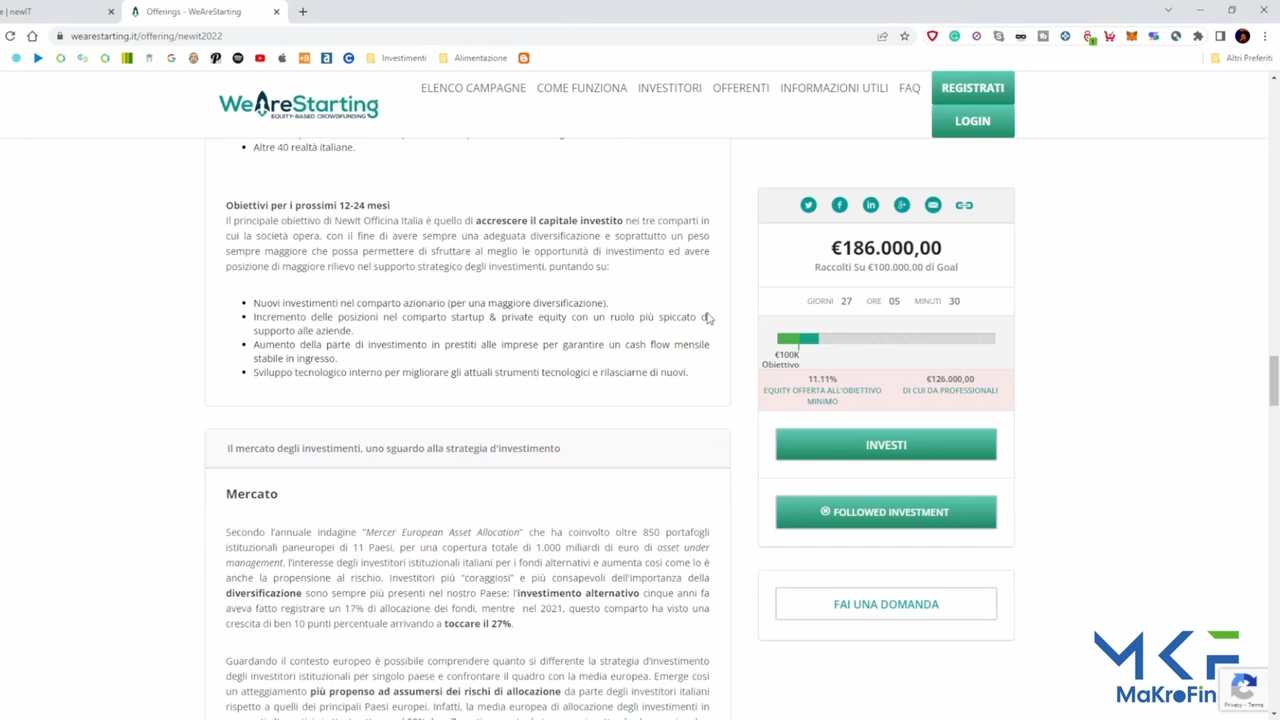 e | newIT
Offerings - WeAreStarting
wearestarting.it/offering/newit2022
Investimenti
Alimentazione
Altri Preferiti
WeAreStarting
EQUITY-BASED CROWDFUNDING
ELENCO CAMPAGNE COME FUNZIONA INVESTITORI OFFERENTI INFORMAZIONI UTILI FAQ
REGISTRATI
LOGIN
Altre 40 realtà italiane.
Obiettivi per i prossimi 12-24 mesi
Il principale obiettivo di NewIt Officina Italia è quello di accrescere il capitale investito nei tre comparti in
cui la società opera, con il fine di avere sempre una adeguata diversificazione e soprattutto un peso
sempre maggiore che possa permettere di sfruttare al meglio le opportunità di investimento ed avere
posizione di maggiore rilievo nel supporto strategico degli investimenti, puntando su:
Nuovi investimenti nel comparto azionario (per una maggiore diversificazione).
Incremento delle posizioni nel comparto startup & private equity con un ruolo più spiccato
supporto alle aziende.
Aumento della parte di investimento in prestiti alle imprese per garantire un cash flow mensile
stabile in ingresso.
Sviluppo tecnologico interno per migliorare gli attuali strumenti tecnologici e rilasciarne di nuovi.
Il mercato degli investimenti, uno sguardo alla strategia d'investimento
Mercato
Secondo l'annuale indagine "Mercer European Asset Allocation" che ha coinvolto oltre 850 portafogli
istituzionali paneuropei di 11 Paesi, per una copertura totale di 1.000 miliardi di euro di asset under
management, l'interesse degli investitori istituzionali italiani per i fondi alternativi e aumenta così come lo è
anche la propensione al rischio. Investitori più "coraggiosi" e più consapevoli dell'importanza della
diversificazione sono sempre più presenti nel nostro Paese: l'investimento alternativo cinque anni fa
aveva fatto registrare un 17% di allocazione dei fondi, mentre nel 2021, questo comparto ha visto una
crescita di ben 10 punti percentuale arrivando a toccare il 27%.
Guardando il contesto europeo è possibile comprendere quanto si differente la strategia d'investimento
degli investitori istituzionali per singolo paese e confrontare il quadro con la media europea. Emerge così
un atteggiamento più propenso ad assumersi dei rischi di allocazione da parte degli investitori italiani
rispetto a quelli dei principali Paesi europei. Infatti, la media europea di allocazione degli investimenti in
€186.000,00
Raccolti Su €100.000,00 di Goal
GIORNI 27 ORE 05 MINUTI 30
€100K
Obiettivo
11.11%
EQUITY OFFERTA ALL'OBIETTIVO
MINIMO
€126.000,00
DI CUI DA PROFESSIONALI
INVESTI
FOLLOWED INVESTMENT
FAI UNA DOMANDA
MKF
MaKroFin
Privacy - Terms